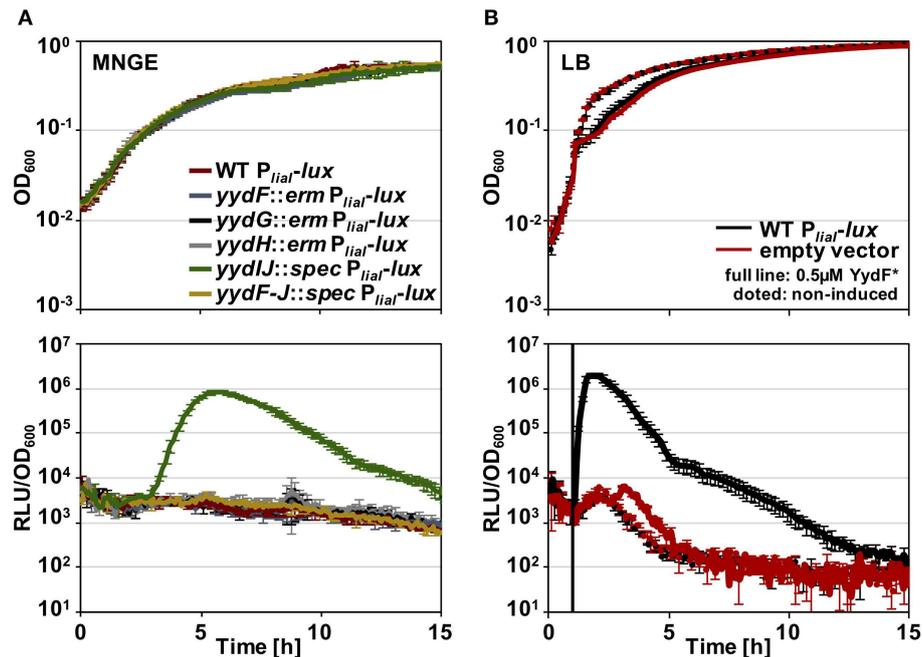 A
B
MNGE
LB
OD600
10^0
10^-1
10^-2
10^-3
WT PliaI-lux
yydF::erm PliaI-lux
yydG::erm PliaI-lux
yydH::erm PliaI-lux
yydIJ::spec PliaI-lux
yydF-J::spec PliaI-lux
OD600
10^0
10^-1
10^-2
10^-3
WT PliaI-lux
empty vector
full line: 0.5µM YydF*
doted: non-induced
RLU/OD600
10^7
10^6
10^5
10^4
10^3
10^2
10^1
0 5 10 15
Time [h]
RLU/OD600
10^7
10^6
10^5
10^4
10^3
10^2
10^1
0 5 10 15
Time [h]